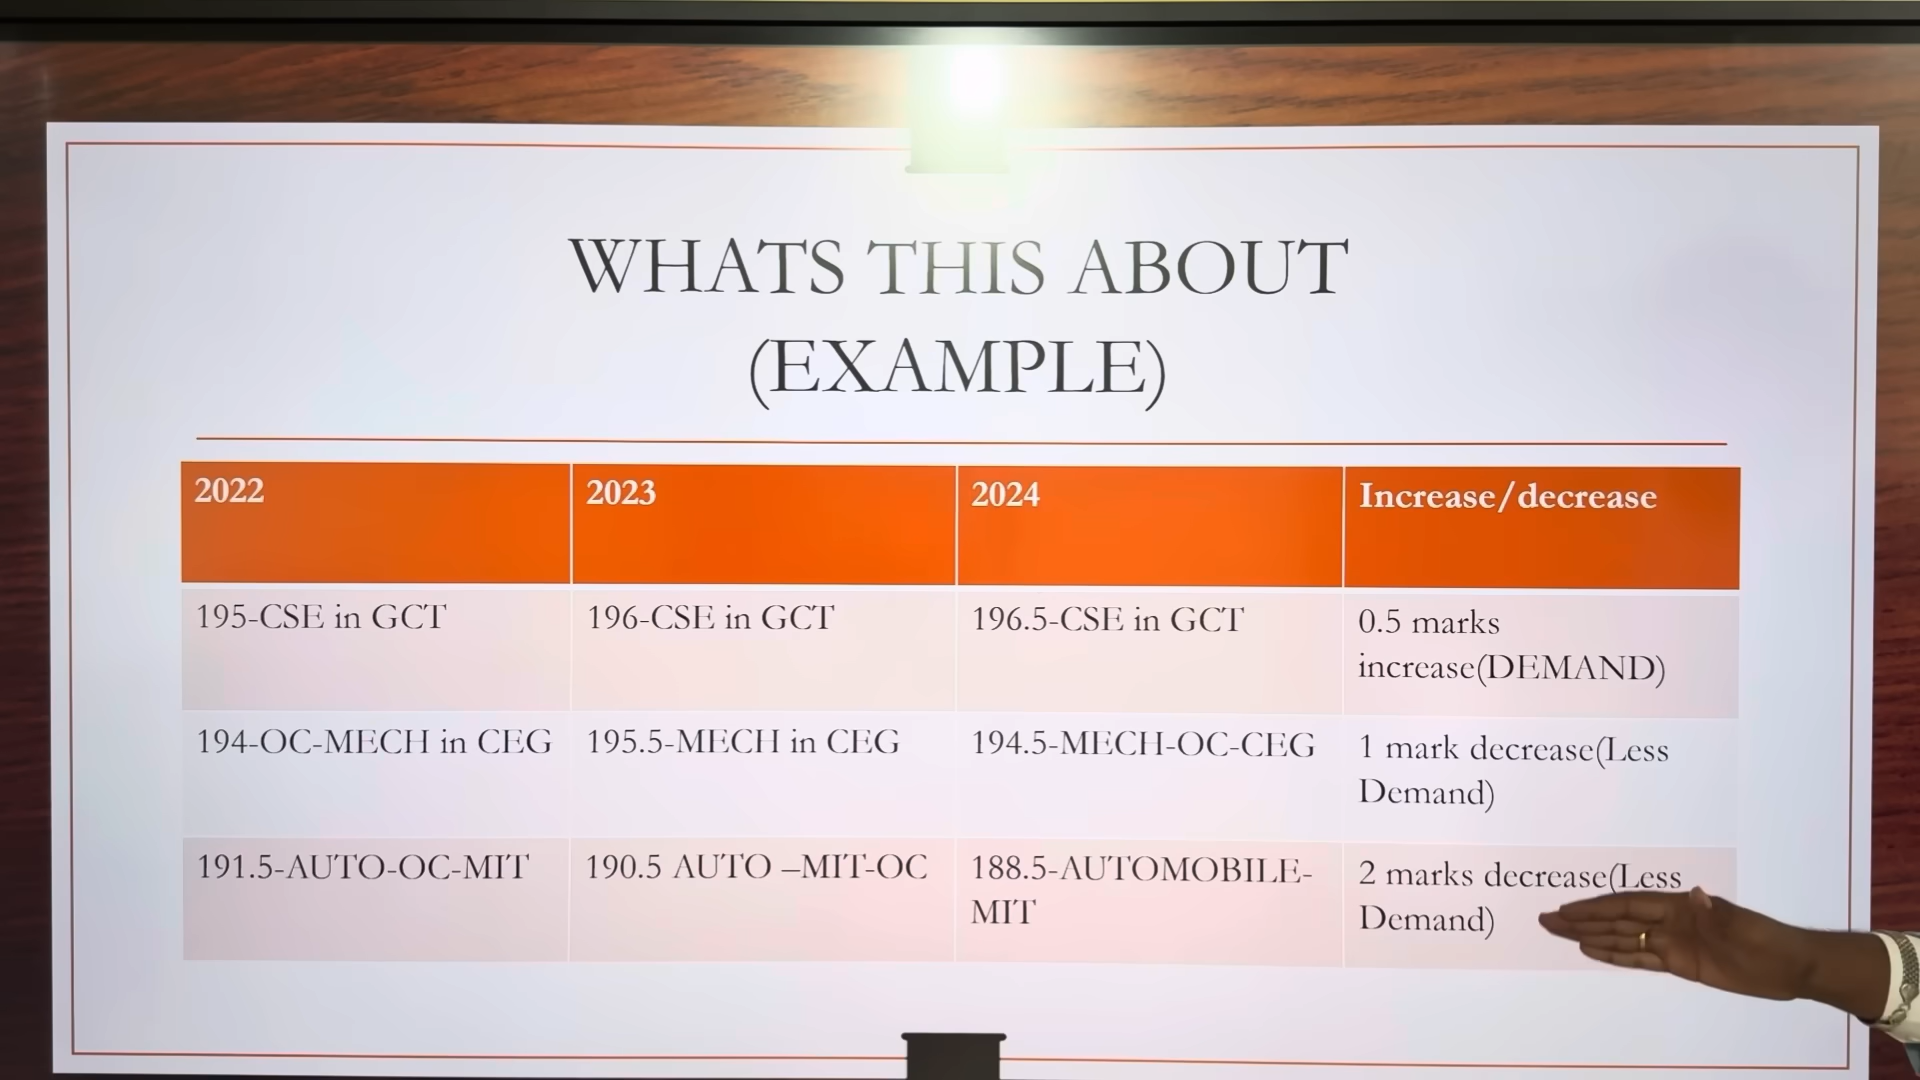 WHATS THIS ABOUT
(EXAMPLE)
2022
2023
2024
Increase/decrease
195-CSE in GCT
196-CSE in GCT
196.5-CSE in GCT
0.5 marks
increase(DEMAND)
194-OC-MECH in CEG
195.5-MECH in CEG
194.5-MECH-OC-CEG
1 mark decrease(Less
Demand)
191.5-AUTO-OC-MIT
190.5 AUTO –MIT-OC
188.5-AUTOMOBILE-
MIT
2 marks decrease(Less
Demand)